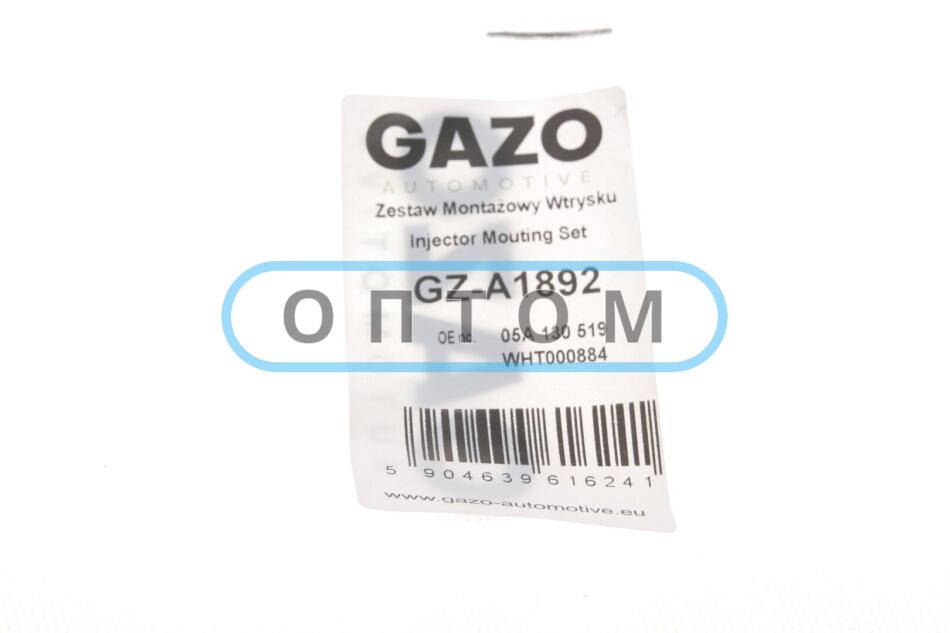 GAZO
AUTOMOTIVE
Zestaw Montażowy Wtrysku
Injector Mouting Set
GZ-A1892
ОПТОМ
OE no. 05A 130 519
WHT000884
5 904639 616241
www.gazo-automotive.eu